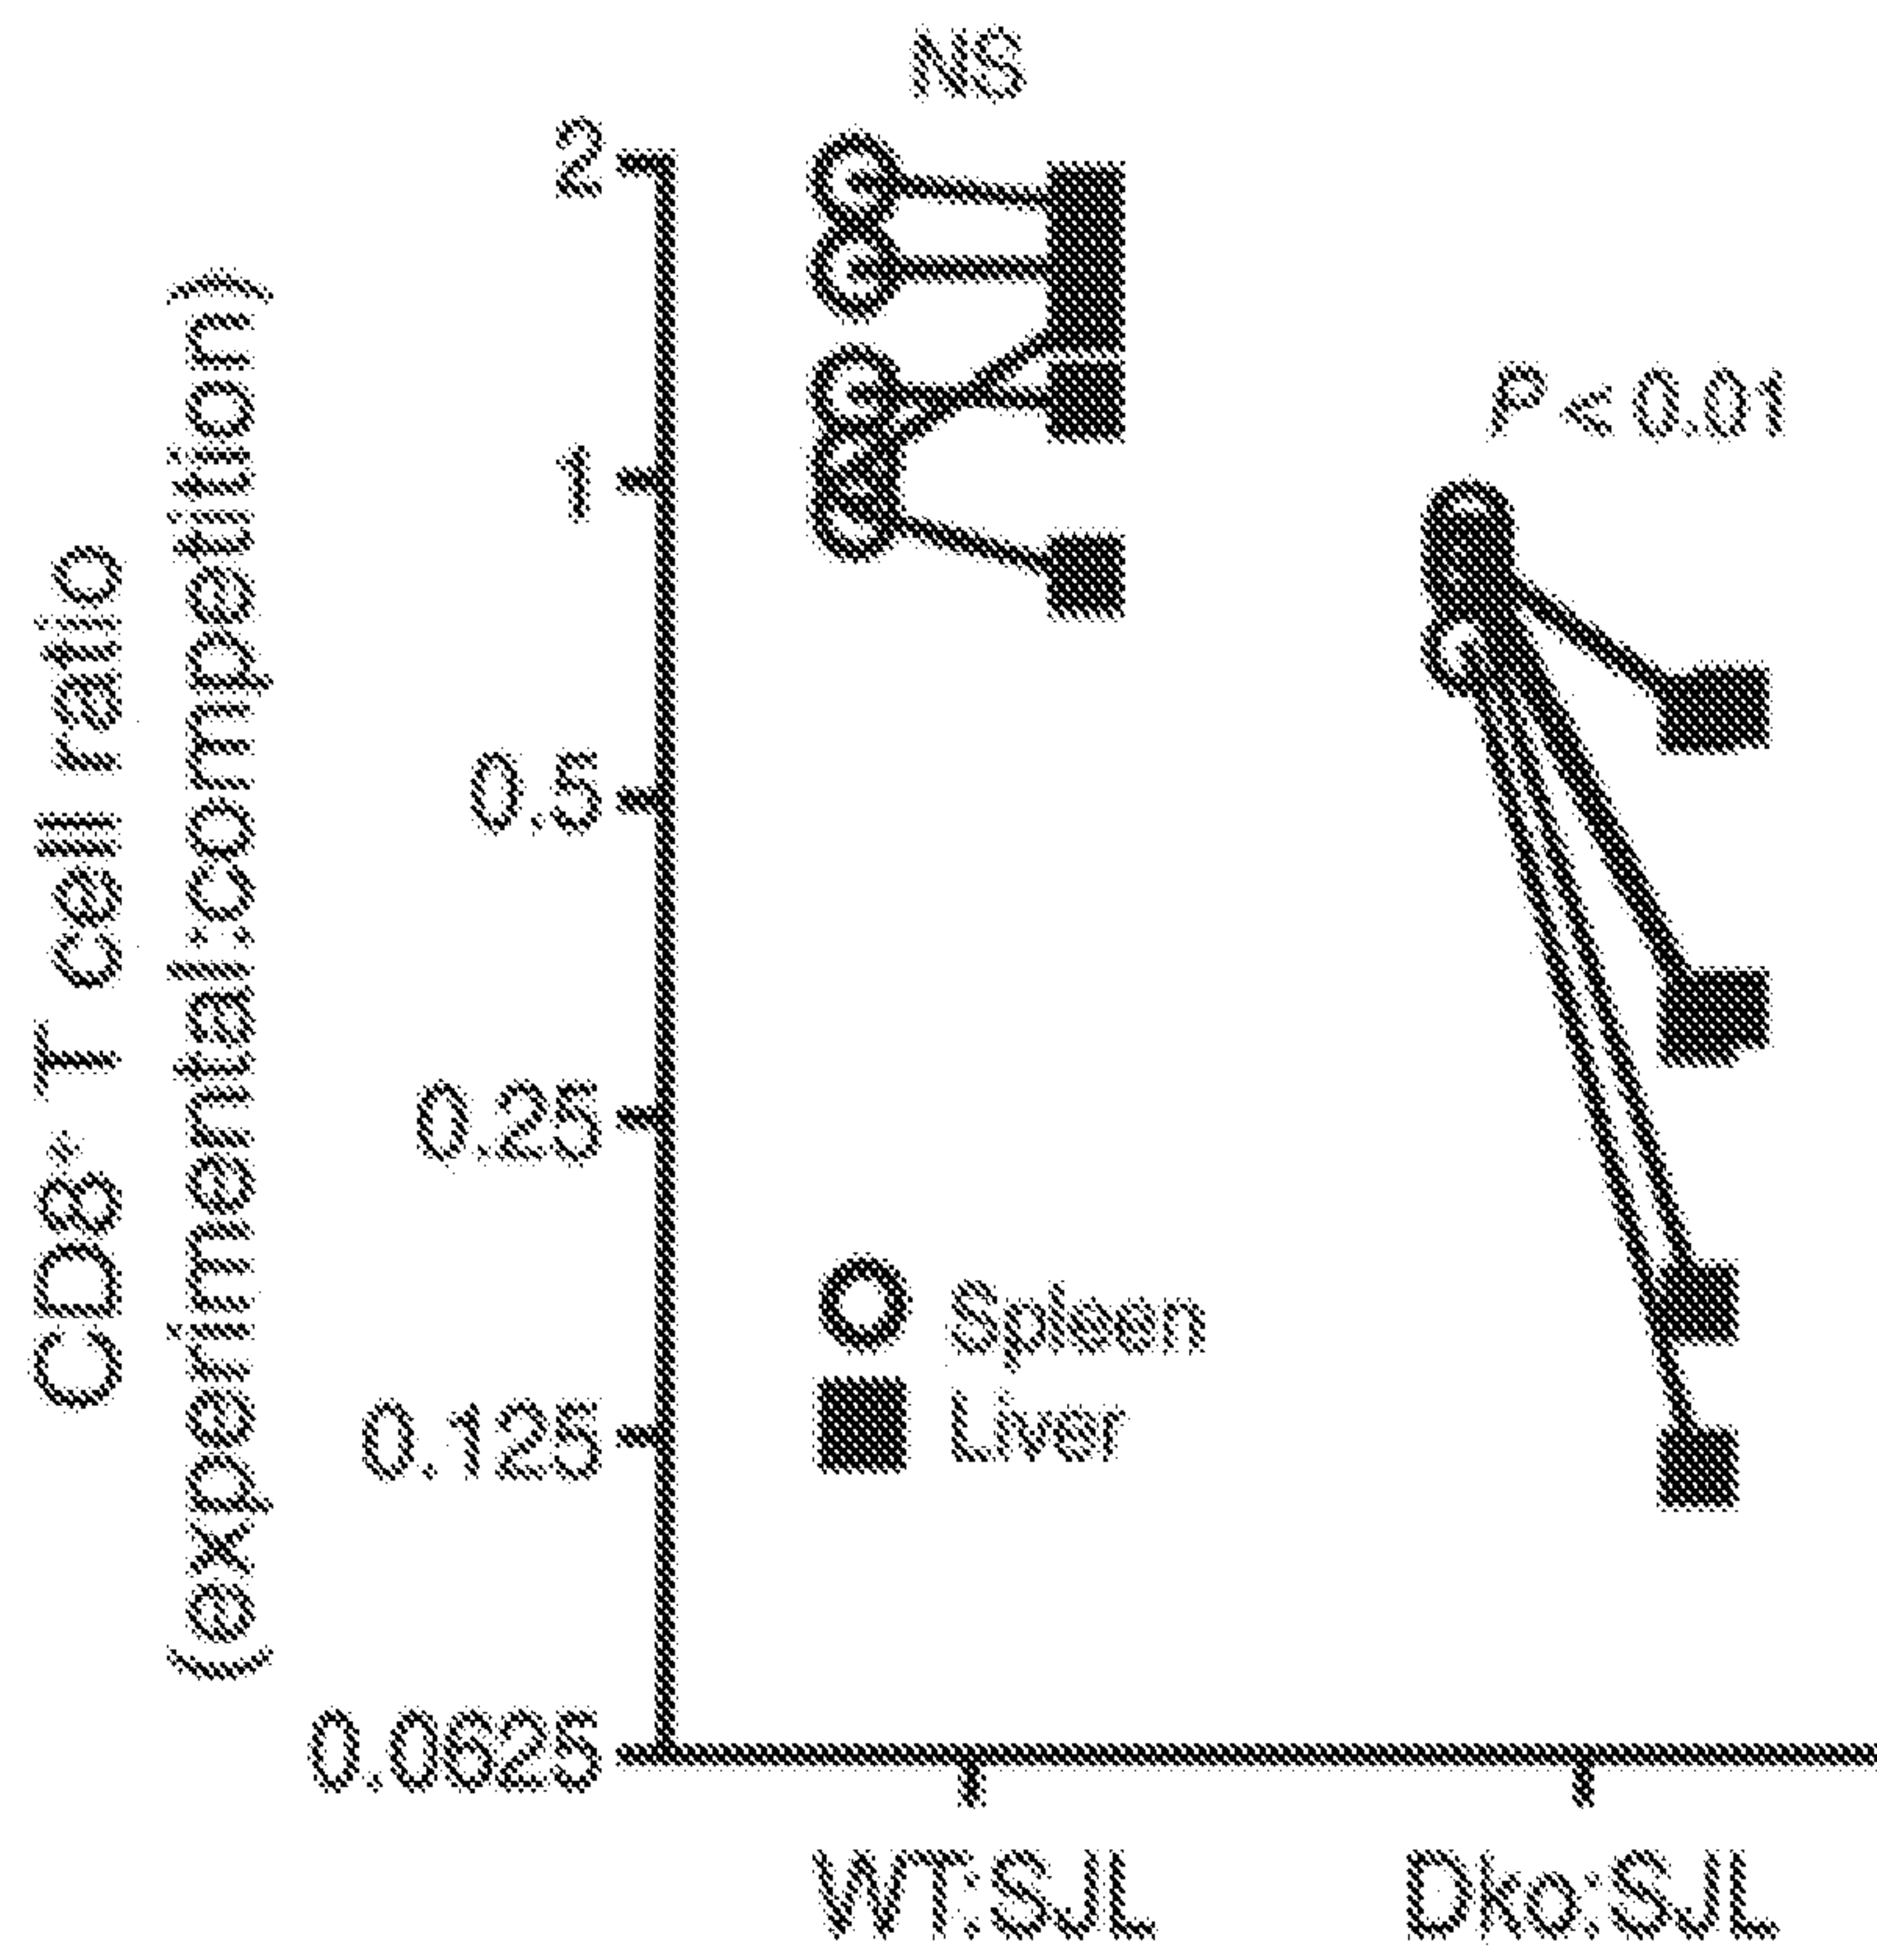 NS
P < 0.01
CD8+ T cell ratio
(experimental:competition)
2
1
0.5
0.25
0.125
0.0625
Spleen
Liver
WT:SJL
Dko:SJL